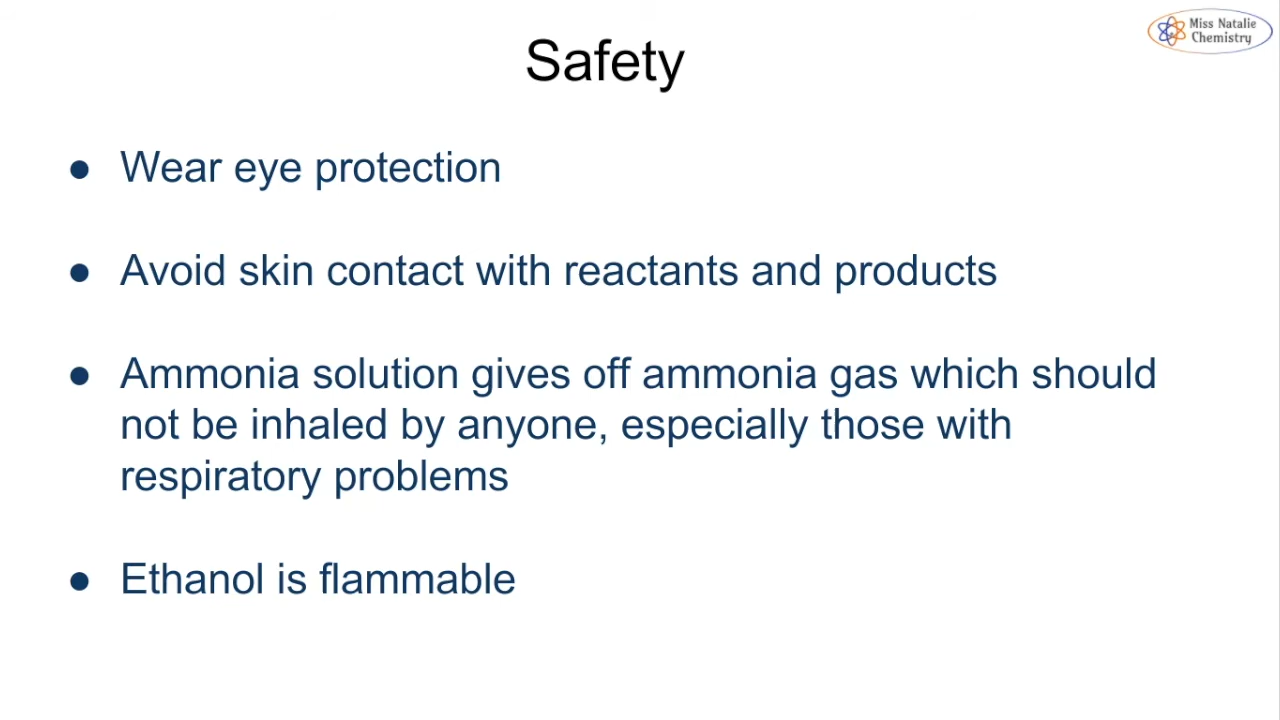 Miss Natalie
Chemistry
Safety
● Wear eye protection
● Avoid skin contact with reactants and products
● Ammonia solution gives off ammonia gas which should
not be inhaled by anyone, especially those with
respiratory problems
● Ethanol is flammable